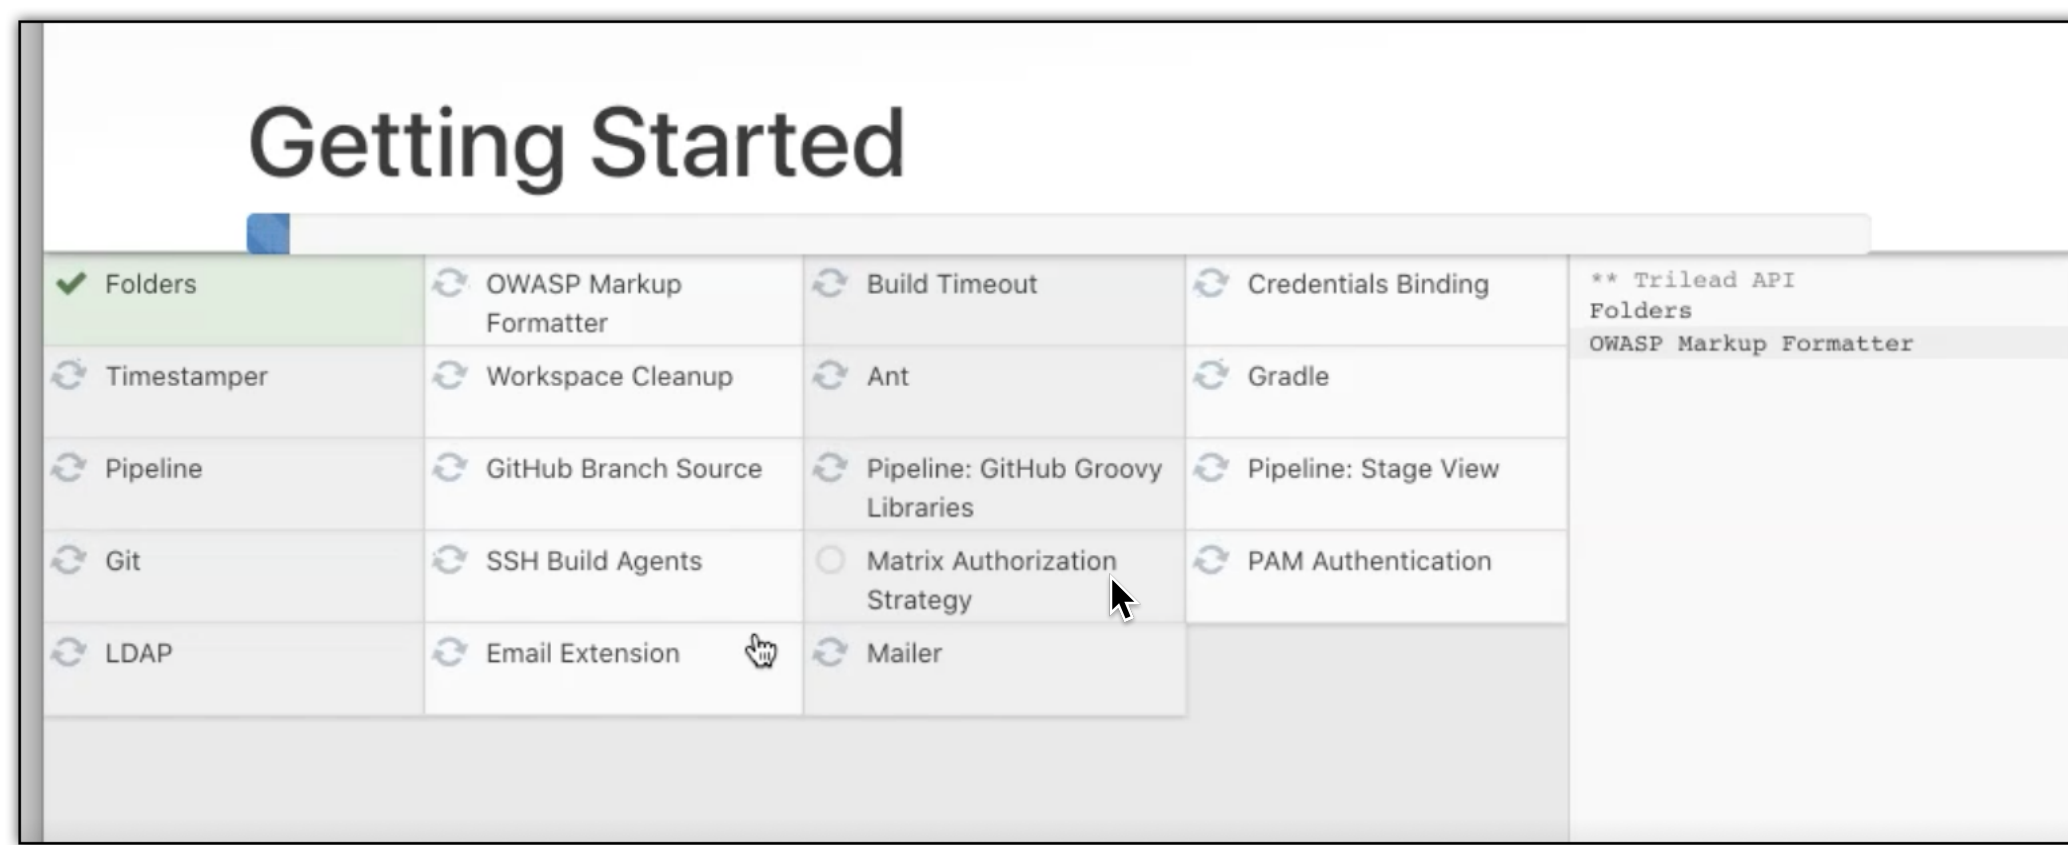 Getting Started
Folders
OWASP Markup
Formatter
Build Timeout
Credentials Binding
Timestamper
Workspace Cleanup
Ant
Gradle
Pipeline
GitHub Branch Source
Pipeline: GitHub Groovy
Libraries
Pipeline: Stage View
Git
SSH Build Agents
Matrix Authorization
Strategy
PAM Authentication
LDAP
Email Extension
Mailer
** Trilead API
Folders
OWASP Markup Formatter